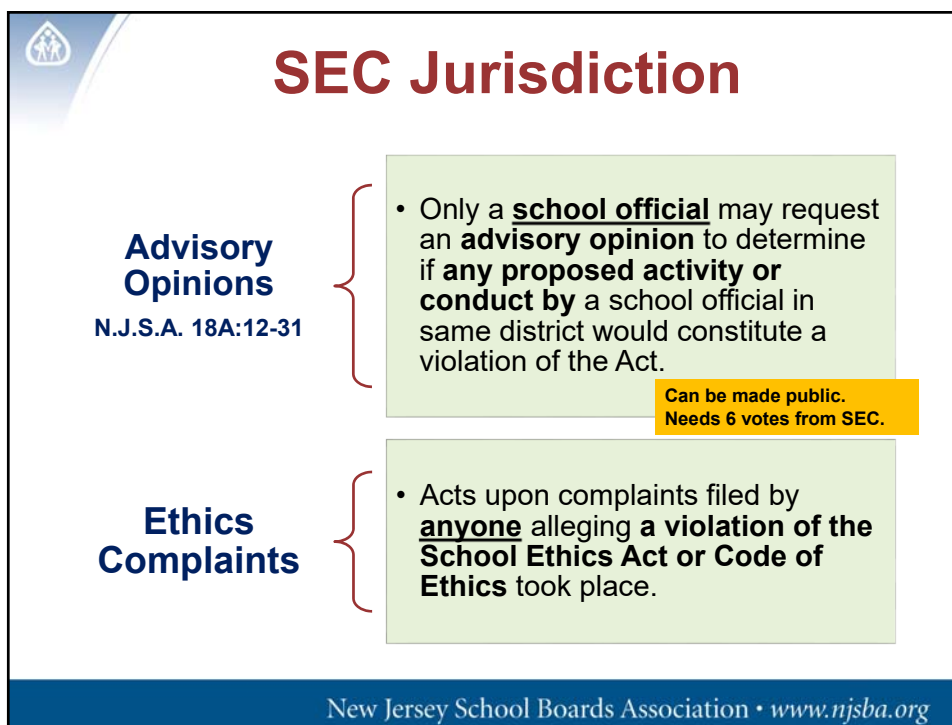 SEC Jurisdiction
Advisory
Opinions
N.J.S.A. 18A:12-31
• Only a school official may request
an advisory opinion to determine
if any proposed activity or
conduct by a school official in
same district would constitute a
violation of the Act.
Can be made public.
Needs 6 votes from SEC.
Ethics
Complaints
• Acts upon complaints filed by
anyone alleging a violation of the
School Ethics Act or Code of
Ethics took place.
New Jersey School Boards Association • www.njsba.org